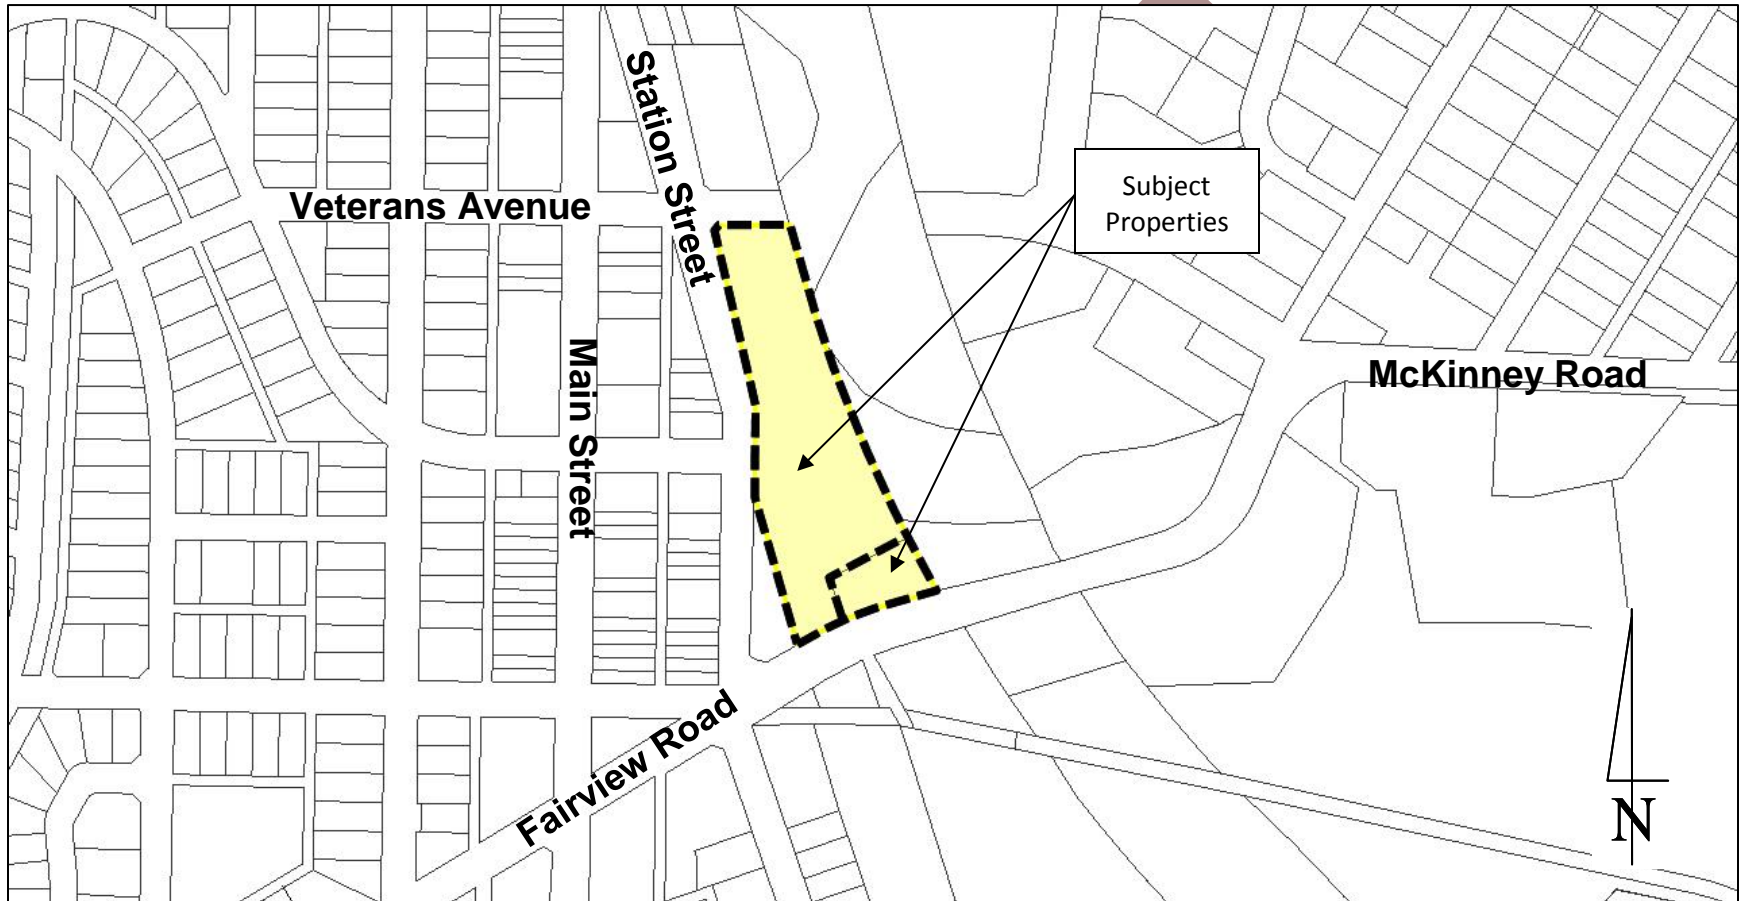 Station Street
Subject
Properties
Veterans Avenue
Main Street
McKinney Road
Fairview Road
N